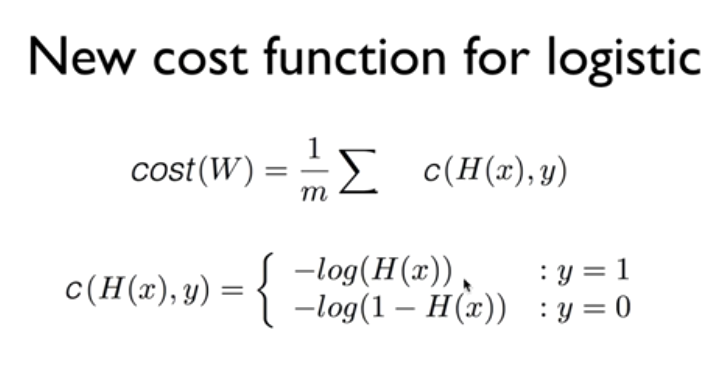 New cost function for logistic
cost(W) = 1/m ∑ c(H(x), y)
c(H(x), y) = { −log(H(x)) : y = 1
−log(1 − H(x)) : y = 0